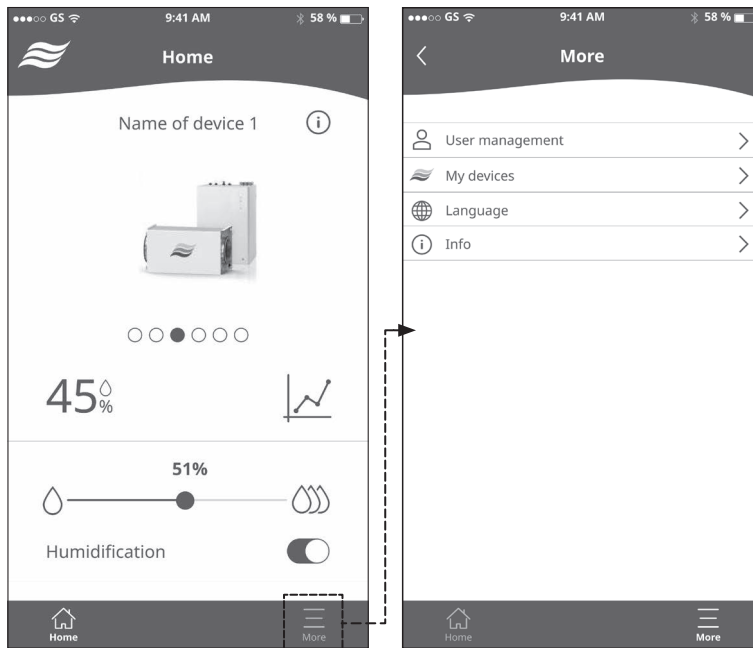 GS 9:41 AM 58 %
Home
Name of device 1
i
45%
51%
Humidification
Home More
GS 9:41 AM 58 %
More
User management
My devices
Language
i Info
Home More